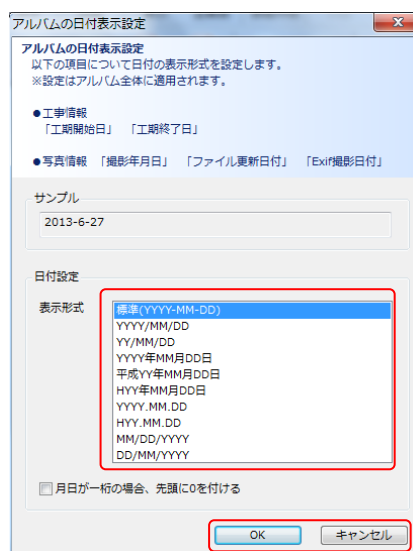 アルバムの日付表示設定
アルバムの日付表示設定
以下の項目について日付の表示形式を設定します。
※設定はアルバム全体に適用されます。
●工事情報
「工期開始日」 「工期終了日」
●写真情報 「撮影年月日」 「ファイル更新日付」 「Exif撮影日付」
サンプル
2013-6-27
日付設定
表示形式
標準(YYYY-MM-DD)
YYYY/MM/DD
YY/MM/DD
YYYY年MM月DD日
平成YY年MM月DD日
HYY年MM月DD日
YYYY.MM.DD
HYY.MM.DD
MM/DD/YYYY
DD/MM/YYYY
月日が一桁の場合、先頭に0を付ける
OK キャンセル